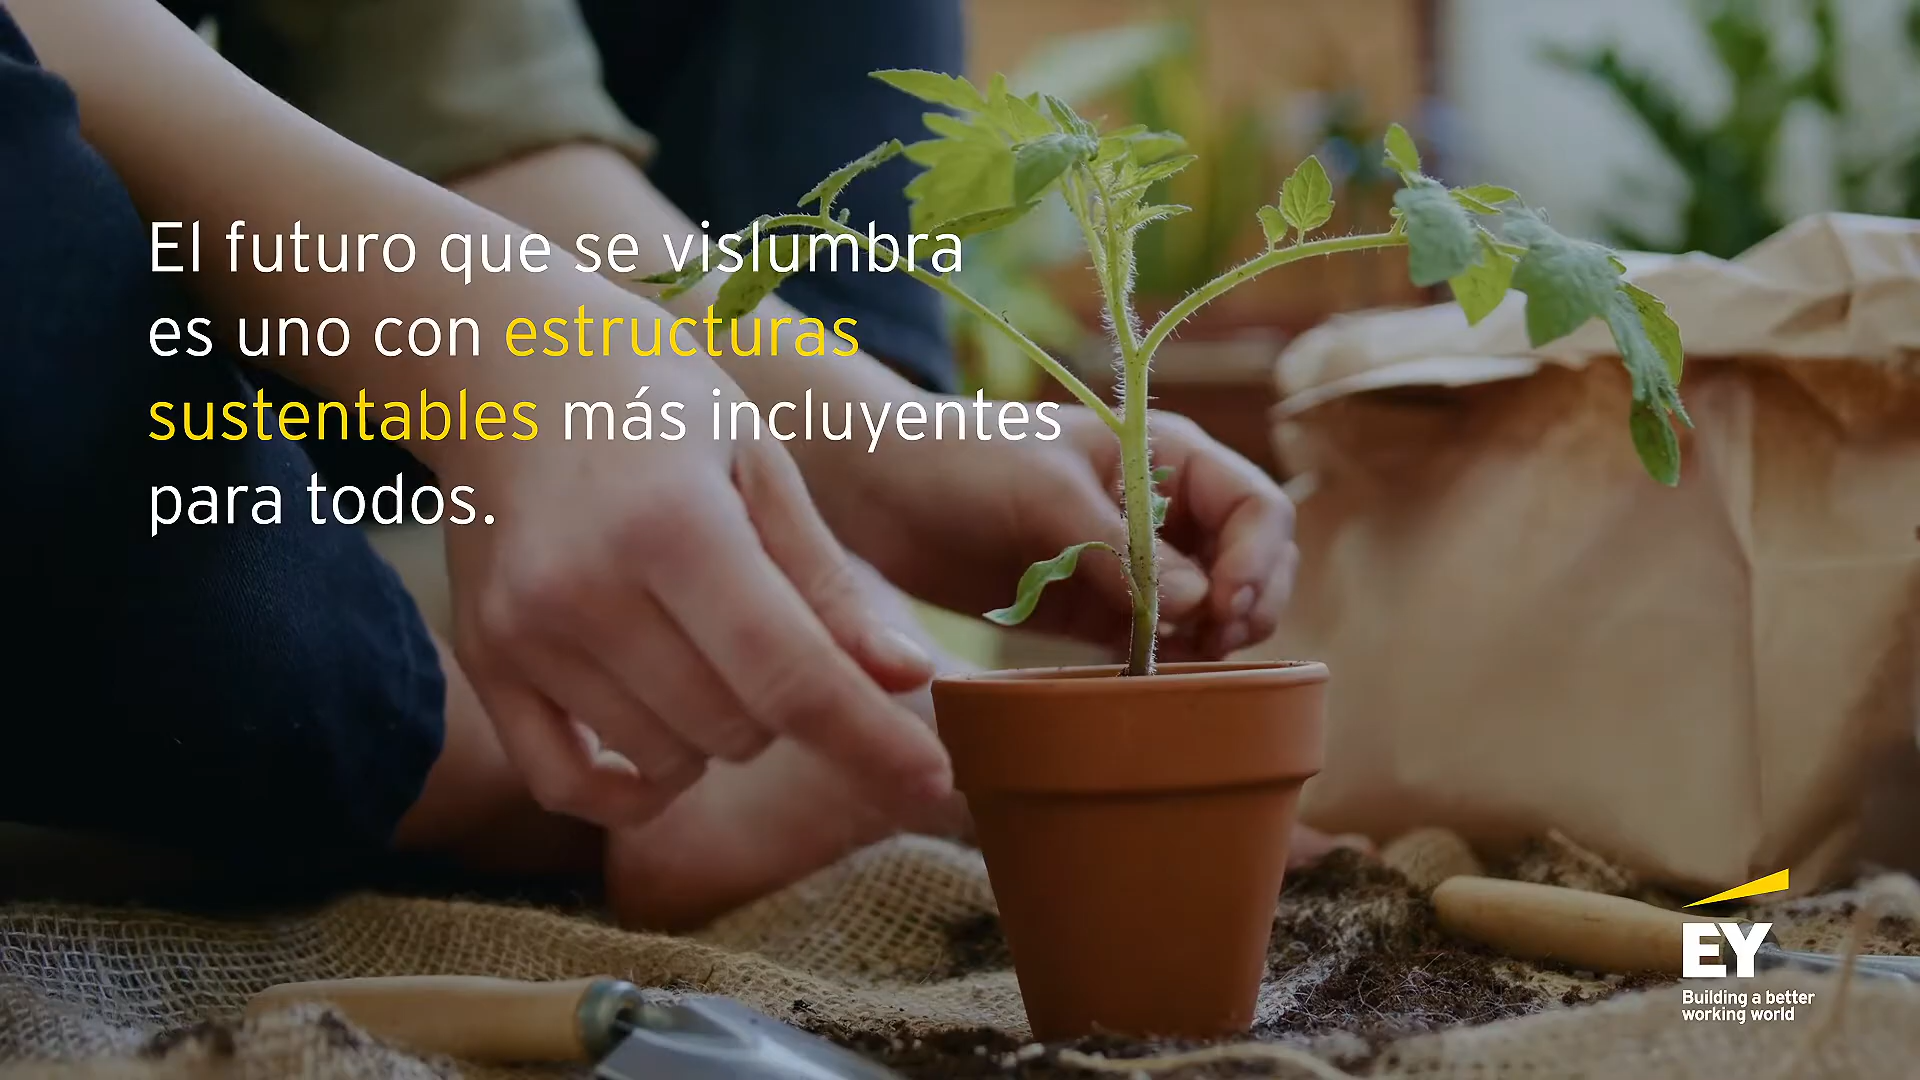 El futuro que se vislumbra
es uno con estructuras
sustentables más incluyentes
para todos.
EY
Building a better
working world